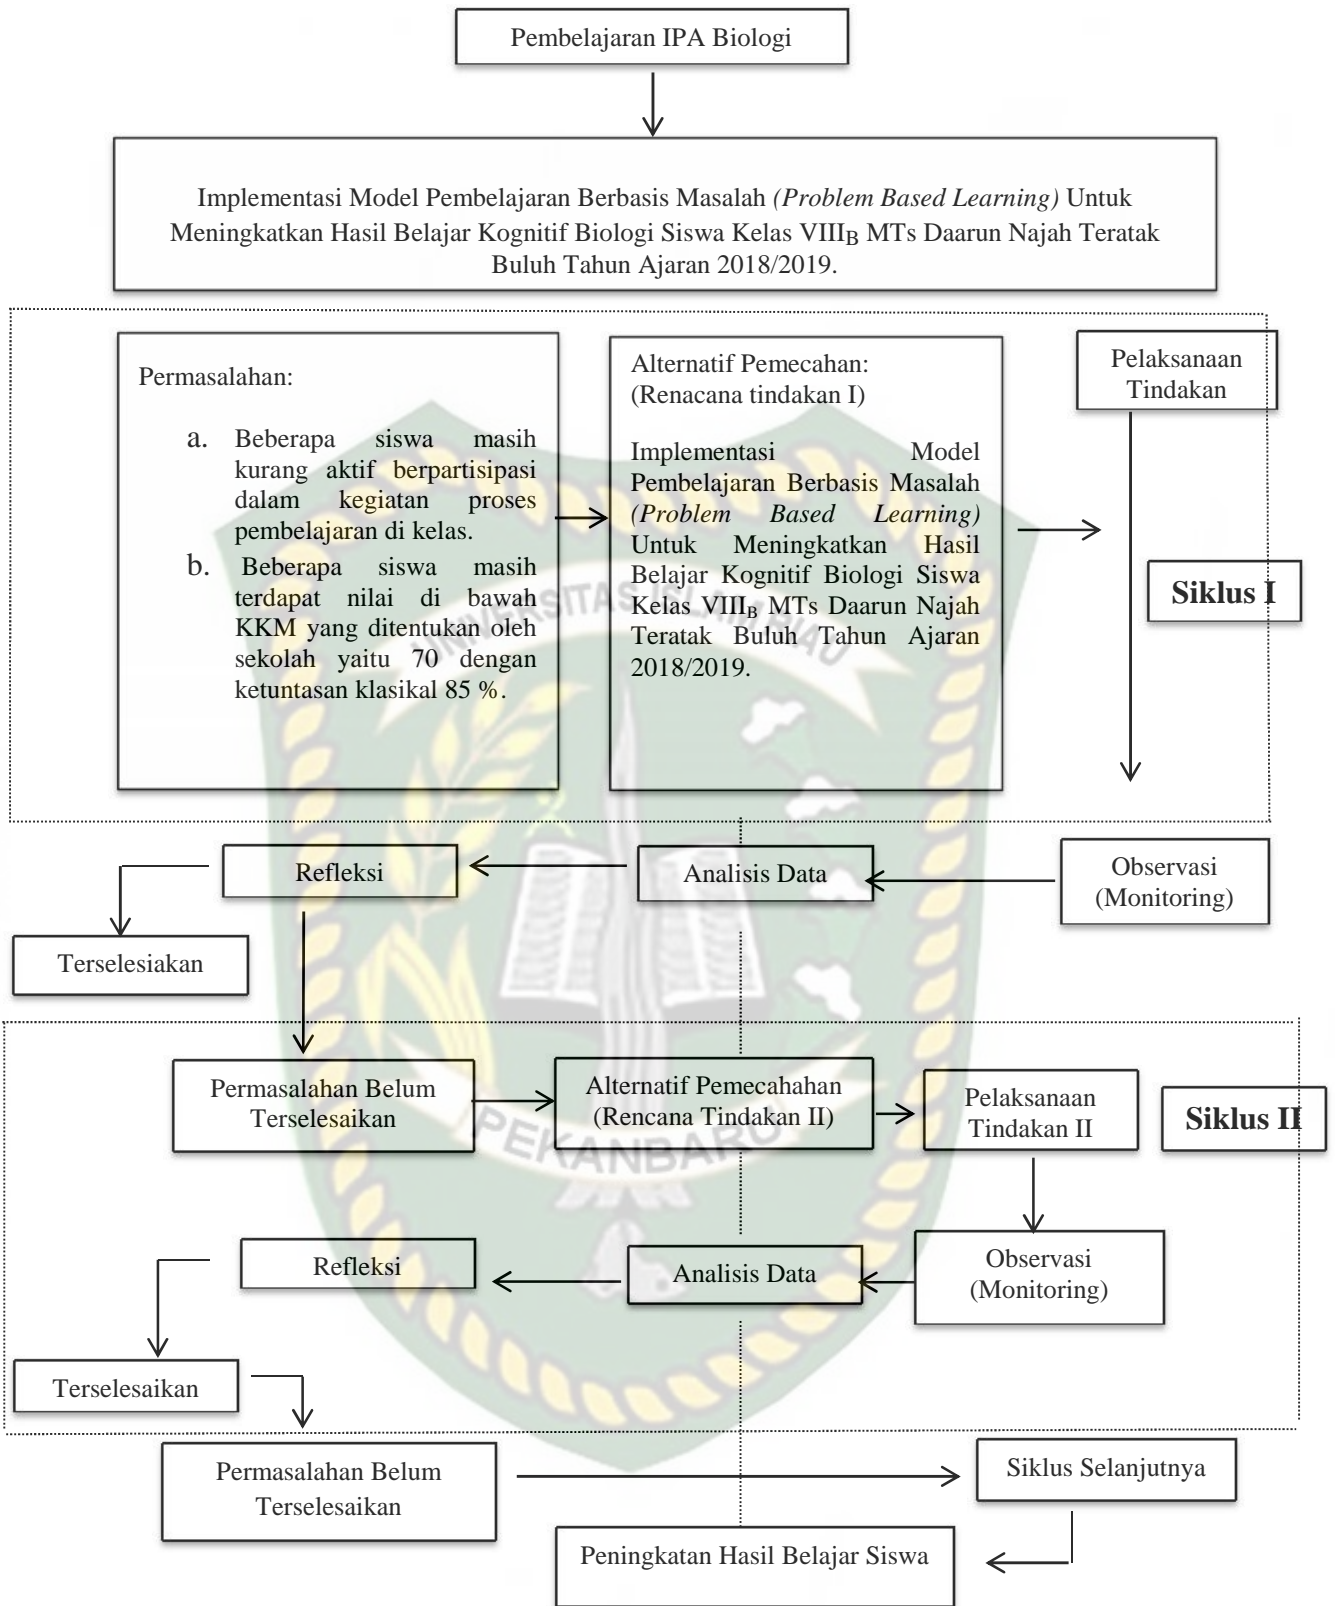 Pembelajaran IPA Biologi
Implementasi Model Pembelajaran Berbasis Masalah (Problem Based Learning) Untuk
Meningkatkan Hasil Belajar Kognitif Biologi Siswa Kelas VIIIB MTs Daarun Najah Teratak
Buluh Tahun Ajaran 2018/2019.
Permasalahan:
a. Beberapa siswa masih
kurang aktif berpartisipasi
dalam kegiatan proses
pembelajaran di kelas.
b. Beberapa siswa masih
terdapat nilai di bawah
KKM yang ditentukan oleh
sekolah yaitu 70 dengan
ketuntasan klasikal 85 %.
Alternatif Pemecahan:
(Renacana tindakan I)
Implementasi Model
Pembelajaran Berbasis Masalah
(Problem Based Learning)
Untuk Meningkatkan Hasil
Belajar Kognitif Biologi Siswa
Kelas VIIIB MTs Daarun Najah
Teratak Buluh Tahun Ajaran
2018/2019.
Pelaksanaan
Tindakan
Siklus I
UNIVERSITAS ISLAM RIAU
Refleksi
Analisis Data
Observasi
(Monitoring)
Terselesiakan
Permasalahan Belum
Terselesaikan
Alternatif Pemecahahan
(Rencana Tindakan II)
Pelaksanaan
Tindakan II
Siklus II
PEKANBARU
Refleksi
Analisis Data
Observasi
(Monitoring)
Terselesaikan
Permasalahan Belum
Terselesaikan
Siklus Selanjutnya
Peningkatan Hasil Belajar Siswa